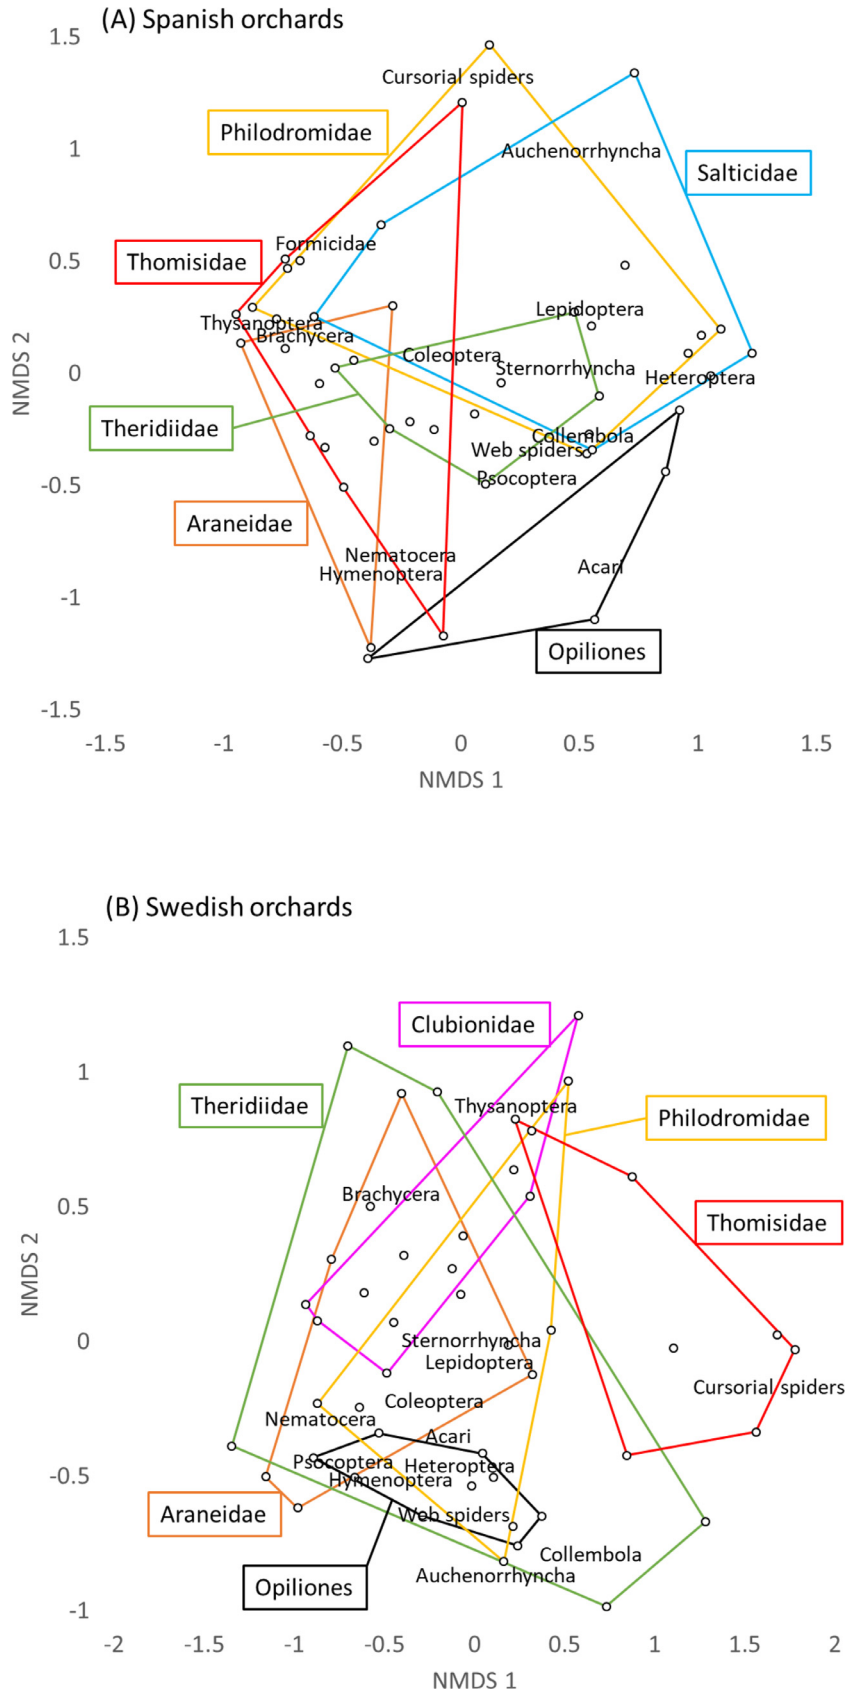 (A) Spanish orchards
1.5
Cursorial spiders
Philodromidae
1
Auchenorrhyncha
Salticidae
Formicidae
0.5
Thomisidae
Lepidoptera
Thysanoptera
Brachycera
NMDS 2
0
Coleoptera
Sternorrhyncha
Heteroptera
Theridiidae
Collembola
Web spiders
-0.5
Psocoptera
Araneidae
Nematocera
Hymenoptera
Acari
-1
Opiliones
-1.5
-1.5 -1 -0.5 0 0.5 1 1.5
NMDS 1
(B) Swedish orchards
1.5
Clubionidae
1
Theridiidae
Thysanoptera
Philodromidae
Brachycera
0.5
Thomisidae
NMDS 2
0
Sternorrhyncha
Lepidoptera
Cursorial spiders
Coleoptera
Nematocera
Acari
Psocoptera
Heteroptera
-0.5
Hymenoptera
Araneidae
Web spiders
Collembola
Auchenorrhyncha
Opiliones
-1
-2 -1.5 -1 -0.5 0 0.5 1 1.5 2
NMDS 1